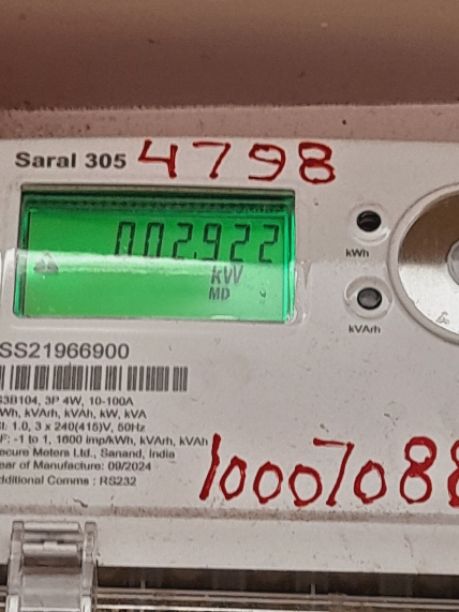 Saral 305 4798
002.922
kW
MD
kWh
kVArh
SS21966900
S3B104, 3P 4W, 10-100A
Wh, kVArh, kVAh, kW, kVA
l. 1.0, 3 x 240(415)V, 50Hz
F: -1 to 1, 1600 imp/kWh, kVArh, kVAh
ecure Meters Ltd., Sanand, India
ear of Manufacture: 09/2024
dditional Comms : RS232
10007088